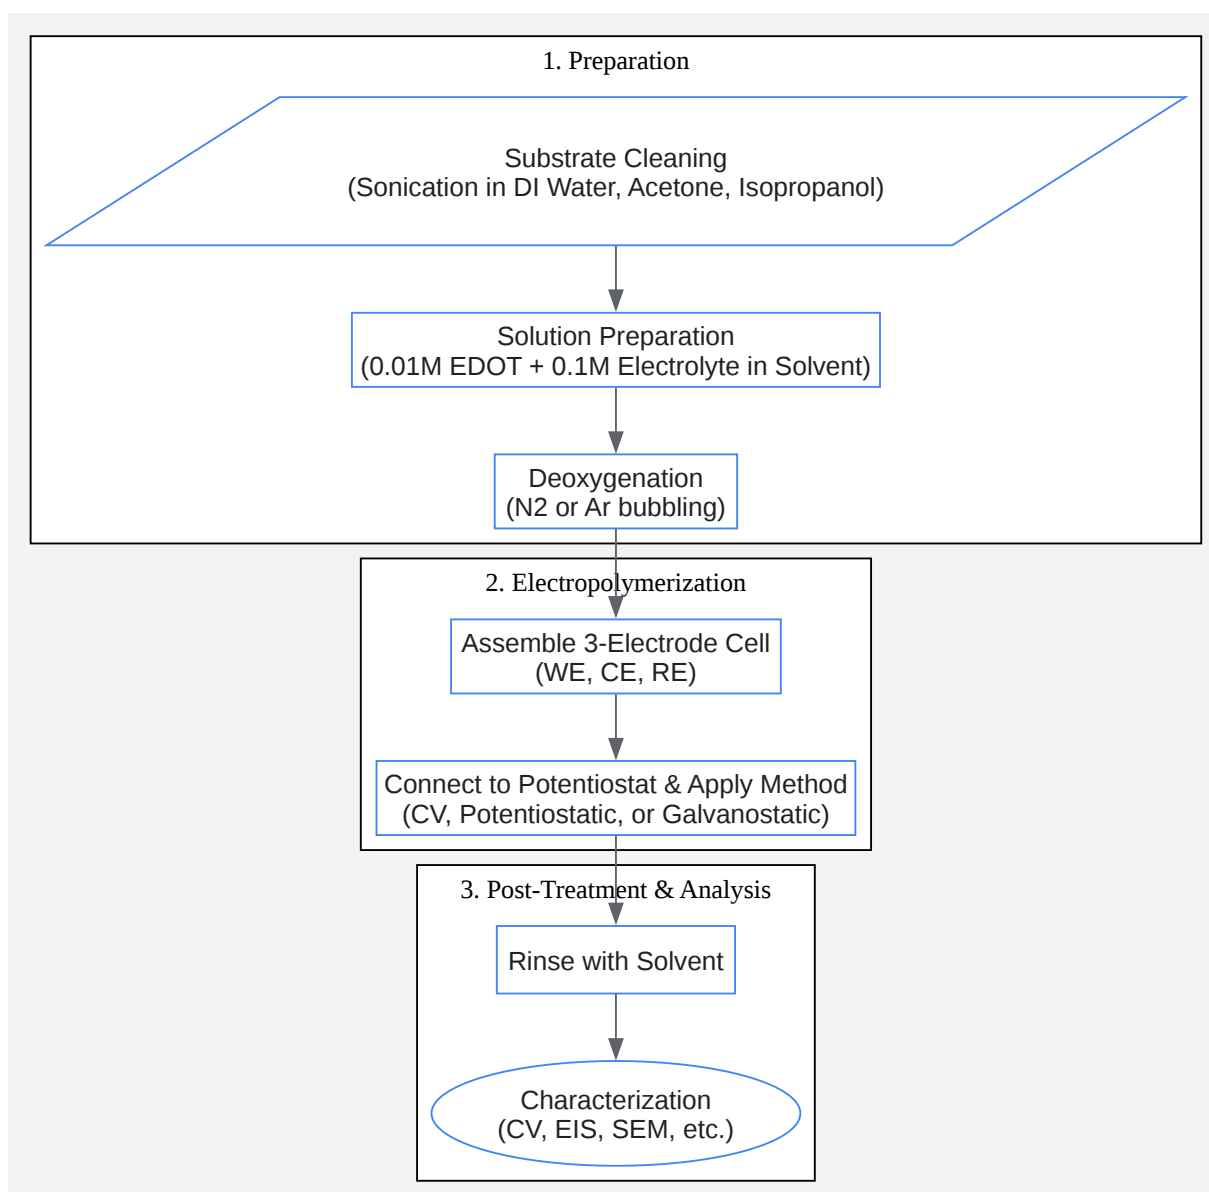 1. Preparation
Substrate Cleaning
(Sonication in DI Water, Acetone, Isopropanol)
Solution Preparation
(0.01M EDOT + 0.1M Electrolyte in Solvent)
Deoxygenation
(N2 or Ar bubbling)
2. Electropolymerization
Assemble 3-Electrode Cell
(WE, CE, RE)
Connect to Potentiostat & Apply Method
(CV, Potentiostatic, or Galvanostatic)
3. Post-Treatment & Analysis
Rinse with Solvent
Characterization
(CV, EIS, SEM, etc.)